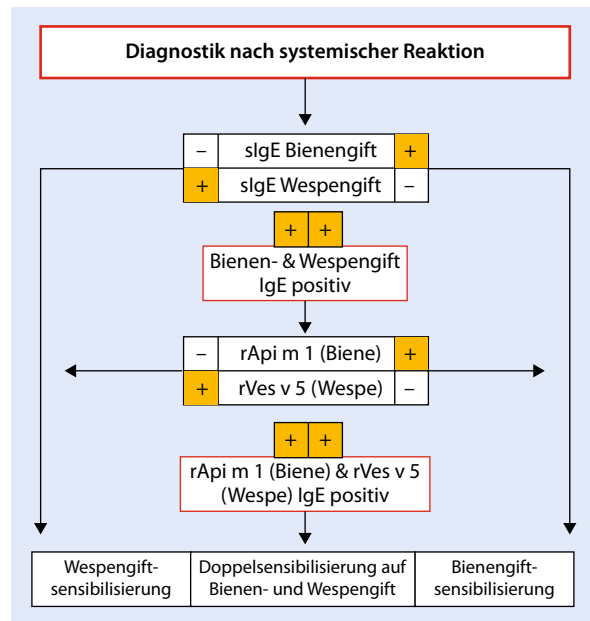 Diagnostik nach systemischer Reaktion
– sIgE Bienengift +
+ sIgE Wespengift –
+ +
Bienen- & Wespengift
IgE positiv
– rApi m 1 (Biene) +
+ rVes v 5 (Wespe) –
+ +
rApi m 1 (Biene) & rVes v 5
(Wespe) IgE positiv
Wespengift-
sensibilisierung
Doppelsensibilisierung auf
Bienen- und Wespengift
Bienengift-
sensibilisierung